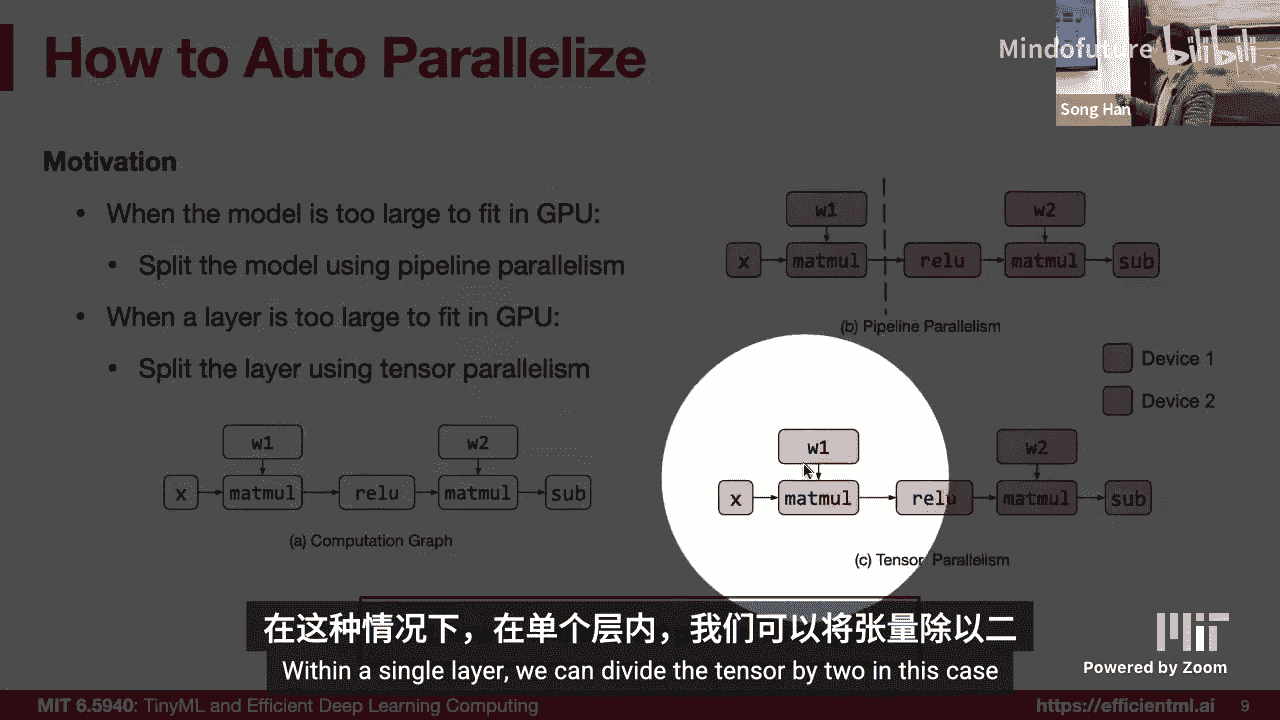 How to Auto Parallelize
Mindofuture bilibili
Song Han
Motivation
• When the model is too large to fit in GPU:
• Split the model using pipeline parallelism
• When a layer is too large to fit in GPU:
• Split the layer using tensor parallelism
w1 w2
x matmul relu matmul sub
(b) Pipeline Parallelism
Device 1
Device 2
w1 w2
x matmul relu matmul sub
(a) Computation Graph
w1 w2
x matmul relu matmul sub
(c) Tensor Parallelism
在这种情况下，在单个层内，我们可以将张量除以二
Within a single layer, we can divide the tensor by two in this case
MIT
Powered by Zoom
MIT 6.5940: TinyML and Efficient Deep Learning Computing
https://efficientml.ai 9